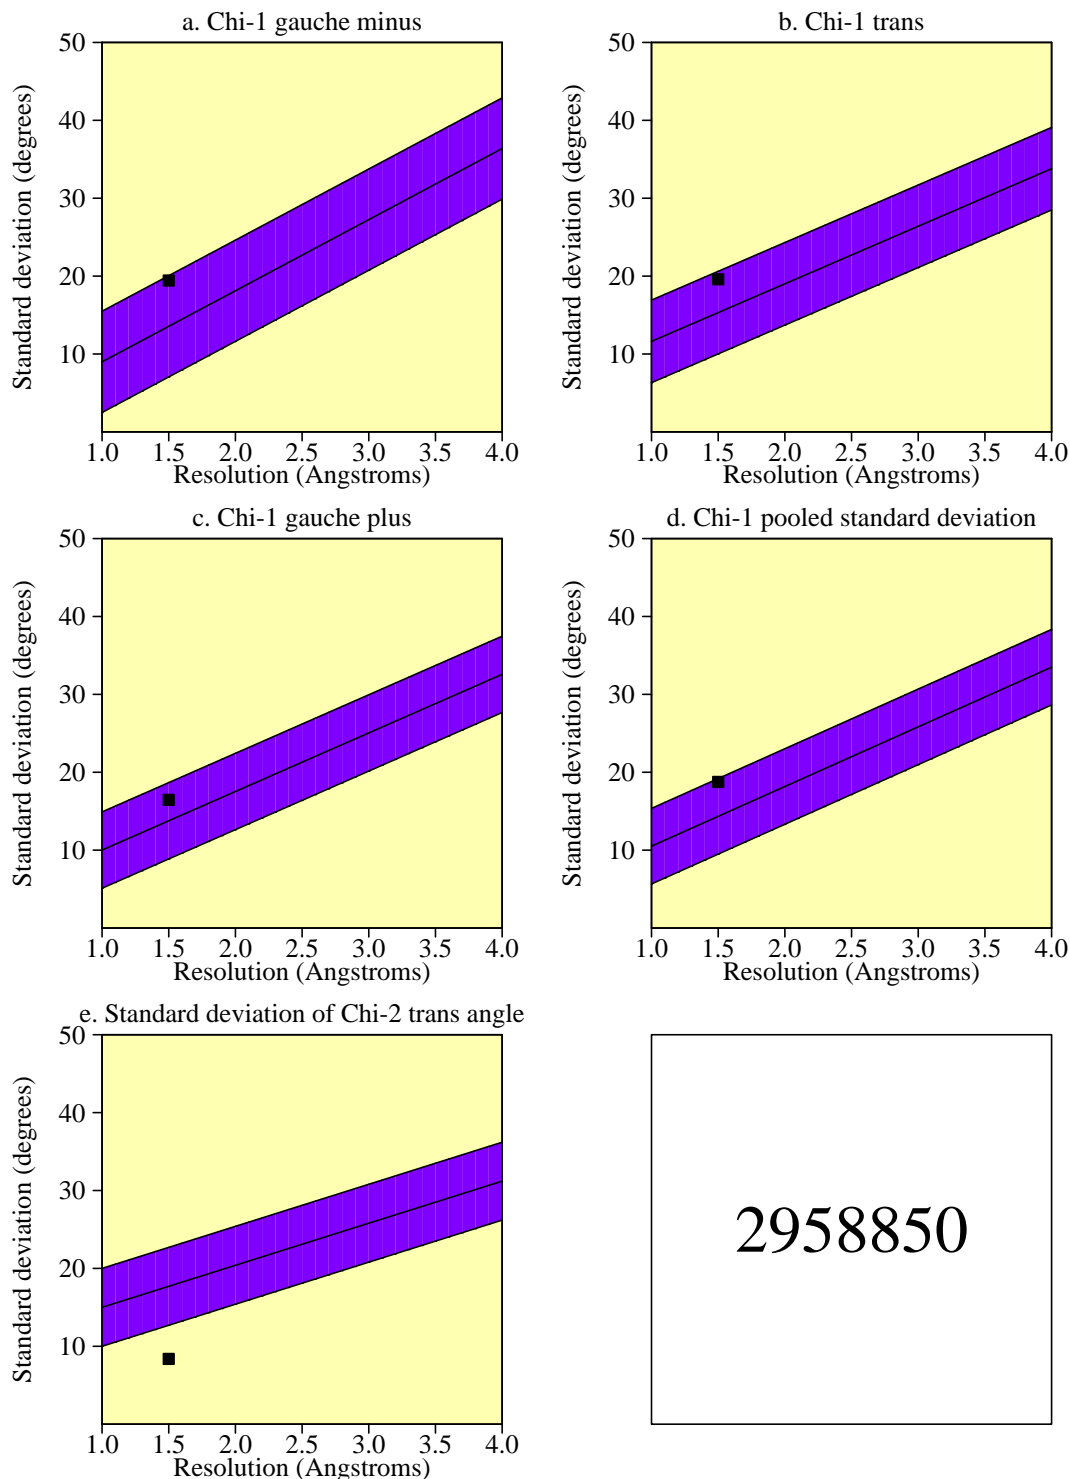 a. Chi-1 gauche minus
50
40
30
20
10
Standard deviation (degrees)
1.0 1.5 2.0 2.5 3.0 3.5 4.0
Resolution (Angstroms)
b. Chi-1 trans
50
40
30
20
10
Standard deviation (degrees)
1.0 1.5 2.0 2.5 3.0 3.5 4.0
Resolution (Angstroms)
c. Chi-1 gauche plus
50
40
30
20
10
Standard deviation (degrees)
1.0 1.5 2.0 2.5 3.0 3.5 4.0
Resolution (Angstroms)
d. Chi-1 pooled standard deviation
50
40
30
20
10
Standard deviation (degrees)
1.0 1.5 2.0 2.5 3.0 3.5 4.0
Resolution (Angstroms)
e. Standard deviation of Chi-2 trans angle
50
40
30
20
10
Standard deviation (degrees)
1.0 1.5 2.0 2.5 3.0 3.5 4.0
Resolution (Angstroms)
2958850